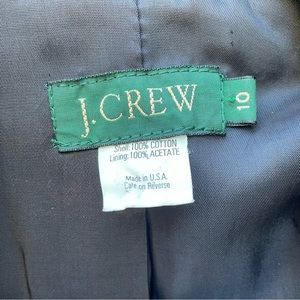 J.CREW
10
Shell: 100% COTTON
Lining: 100% ACETATE
Made in U.S.A.
Care on Reverse